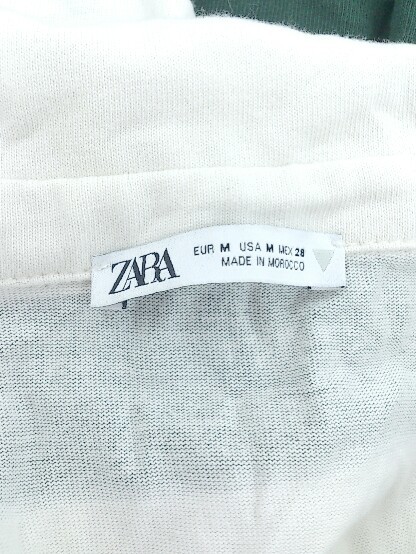 ZARA
EUR M USA M MEX 28
MADE IN MOROCCO